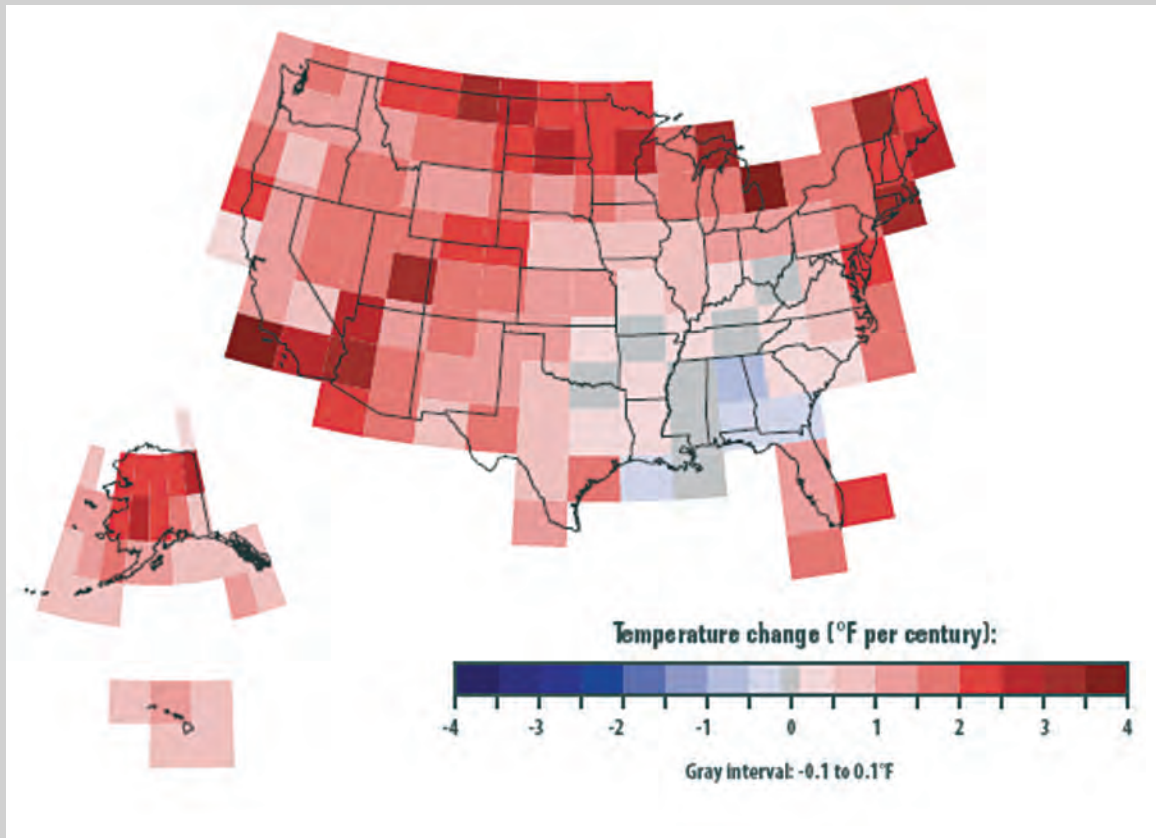 Temperature change (°F per century):
-4 -3 -2 -1 0 1 2 3 4
Gray interval: -0.1 to 0.1°F